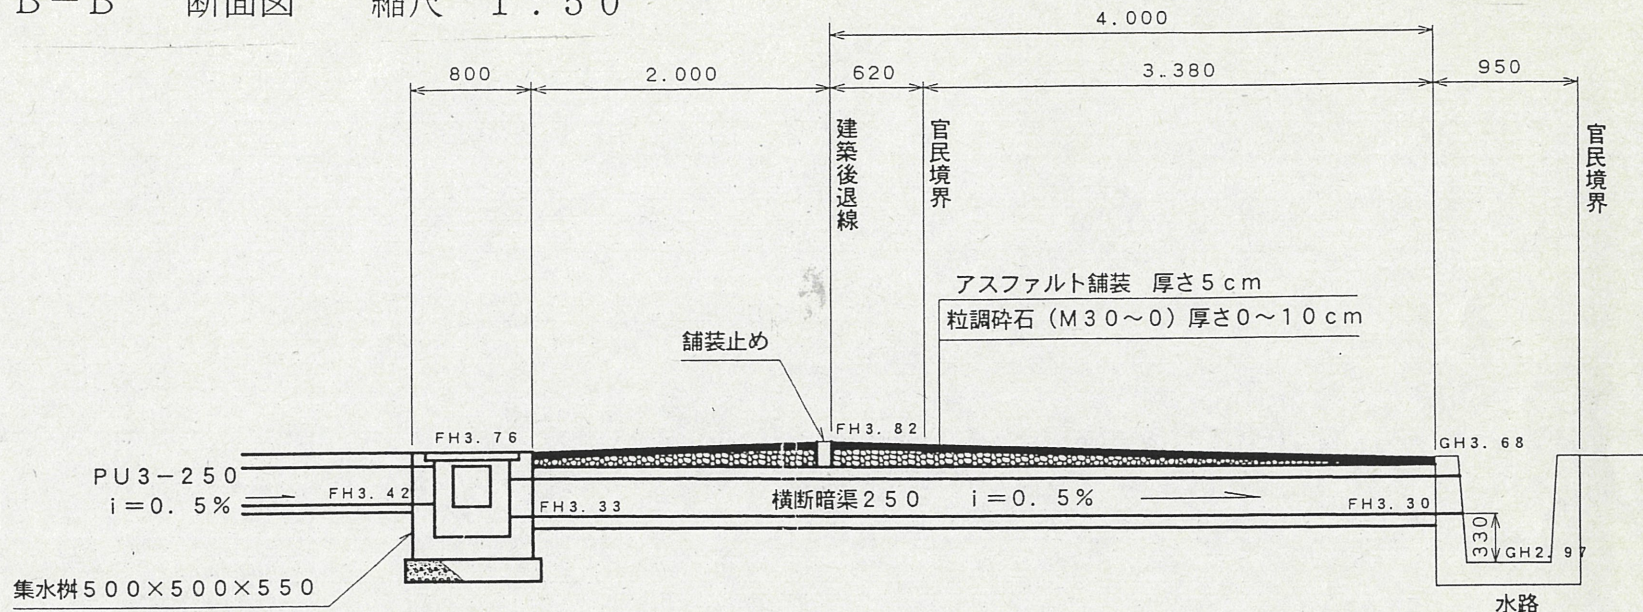 B－B　断面図　縮尺　1：50
4.000
800
2.000
620
3.380
950
建築後退線
官民境界
官民境界
アスファルト舗装　厚さ5cm
粒調砕石（M30～0）厚さ0～10cm
舗装止め
FH3.76
FH3.82
GH3.68
PU3-250
i=0.5%
FH3.42
FH3.33
横断暗渠250　i=0.5%
FH3.30
330
GH2.97
集水桝500×500×550
水路